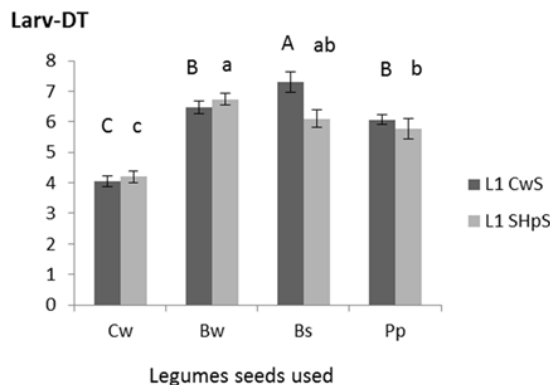 Larv-DT
8
7
6
5
4
3
2
1
0
C c
B a
A ab
B b
Cw Bw Bs Pp
Legumes seeds used
L1 CwS
L1 SHpS